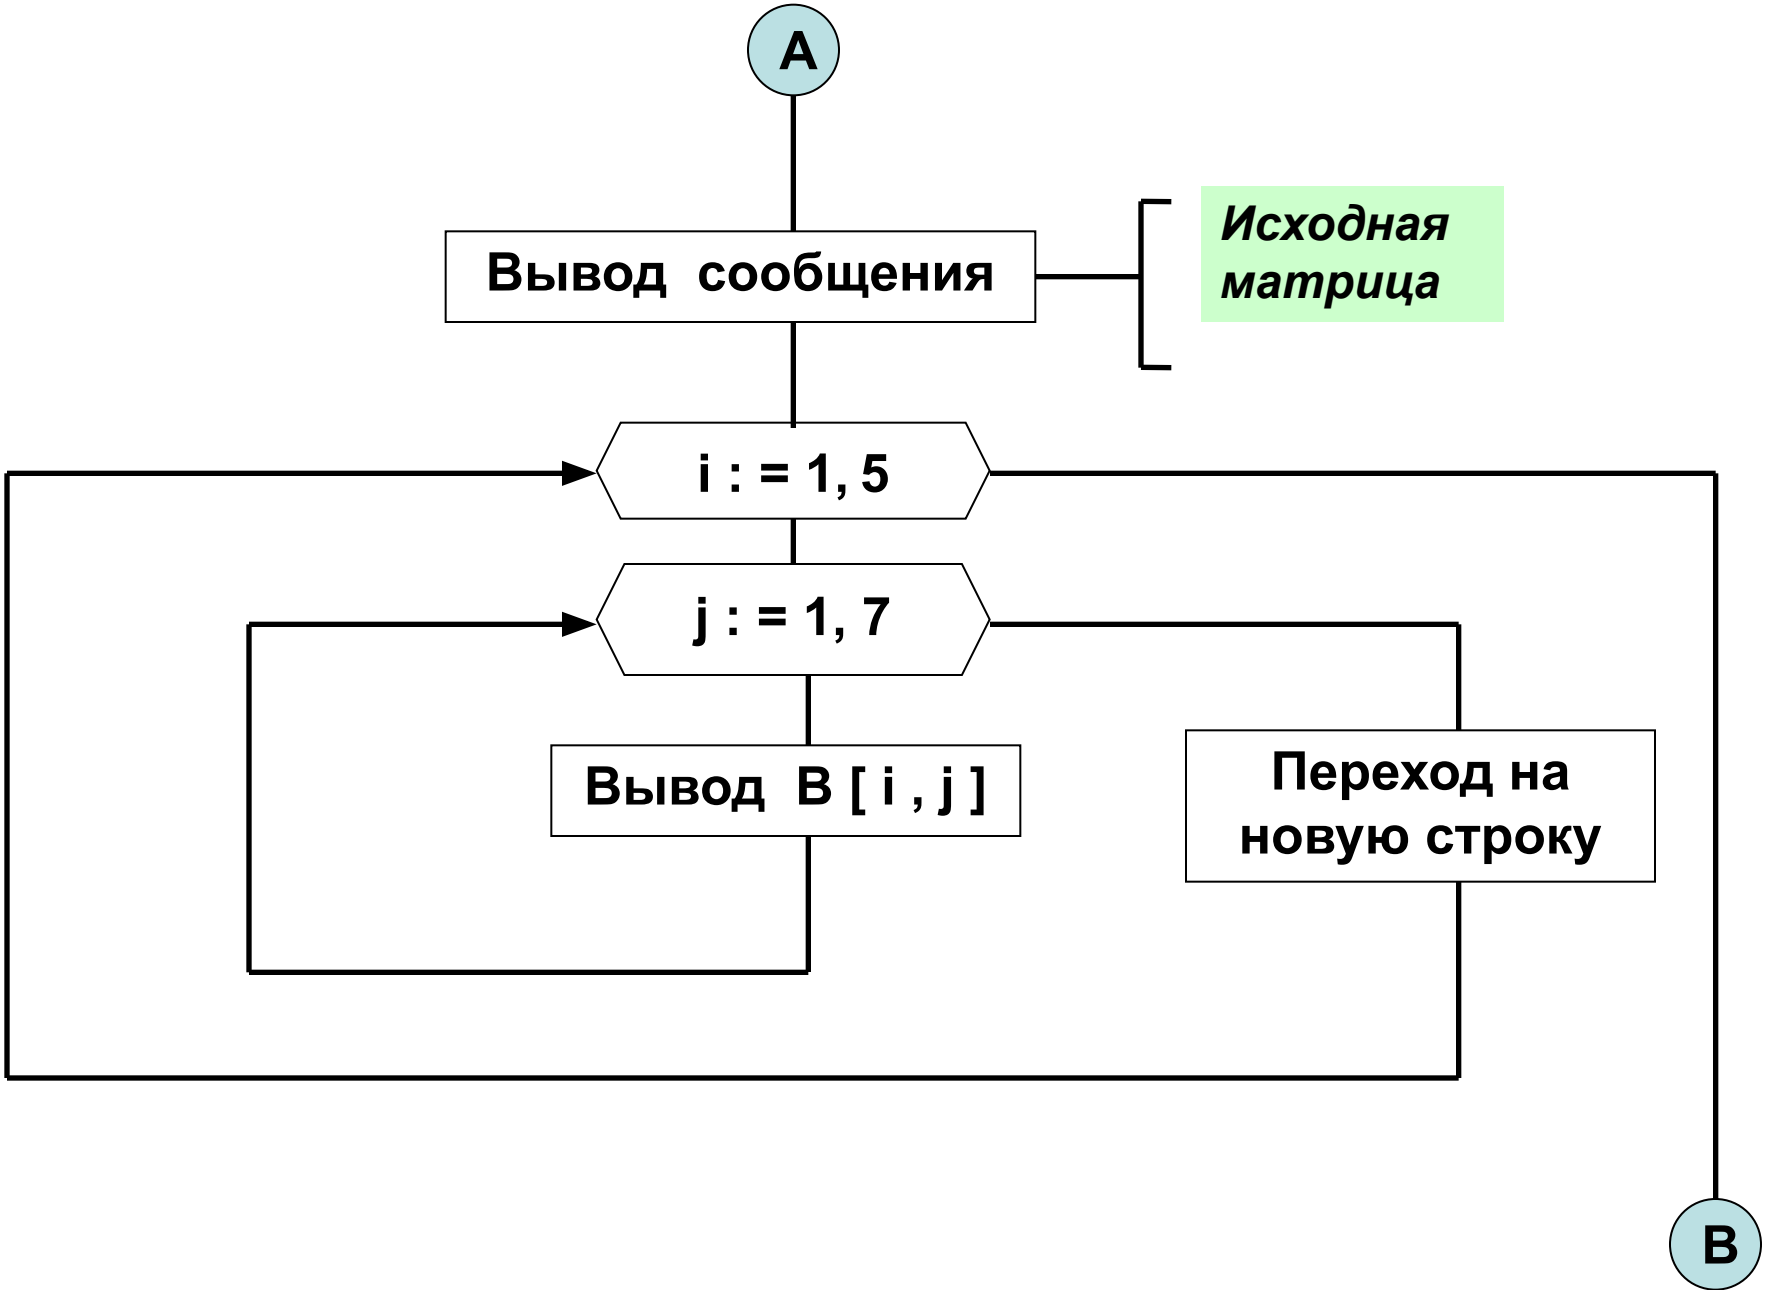 А
Вывод сообщения
Исходная
матрица
i : = 1, 5
j : = 1, 7
Вывод В [ i , j ]
Переход на
новую строку
В